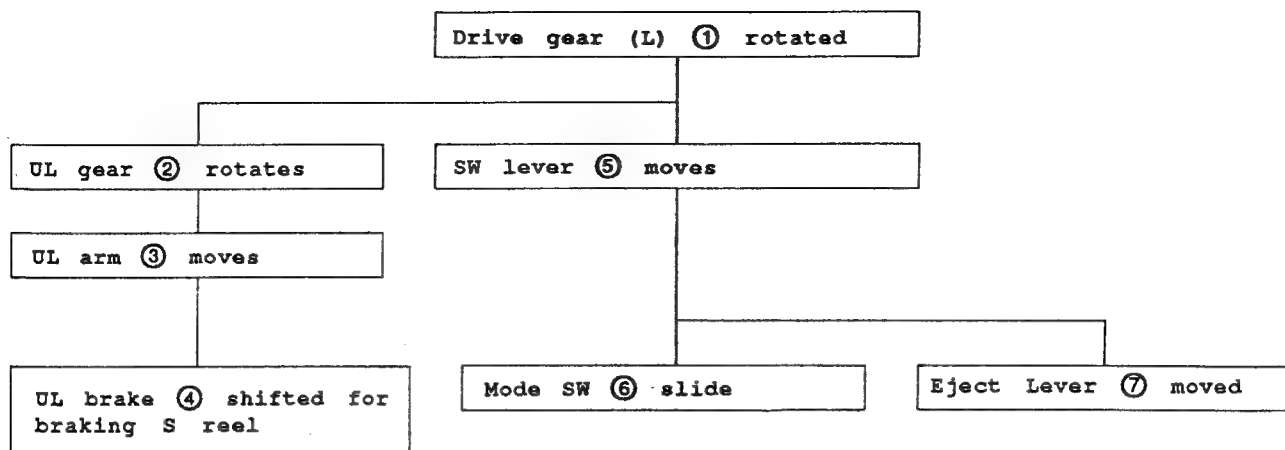 Drive gear (L) ① rotated
UL gear ② rotates
SW lever ⑤ moves
UL arm ③ moves
UL brake ④ shifted for
braking S reel
Mode SW ⑥ slide
Eject Lever ⑦ moved